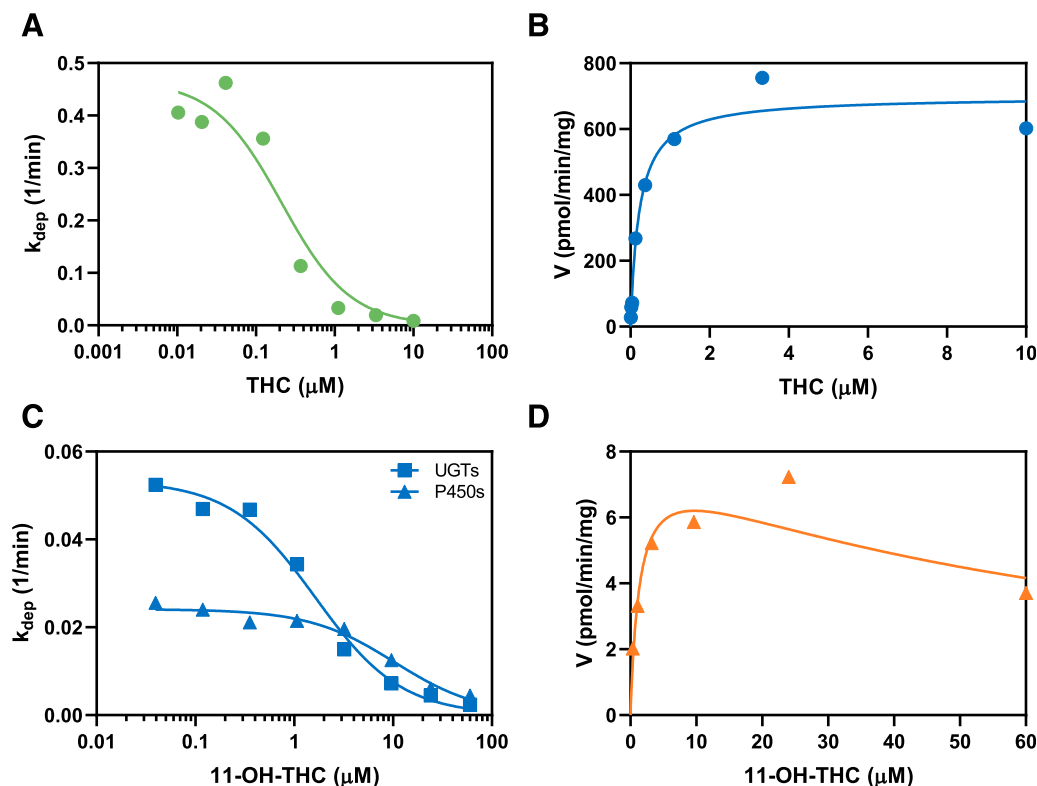 A
k_dep (1/min)
0.5
0.4
0.3
0.2
0.1
0.0
0.001 0.01 0.1 1 10 100
THC (μM)
B
V (pmol/min/mg)
800
600
400
200
0
0 2 4 6 8 10
THC (μM)
C
k_dep (1/min)
0.06
0.04
0.02
0.00
UGTs
P450s
0.01 0.1 1 10 100
11-OH-THC (μM)
D
V (pmol/min/mg)
8
6
4
2
0
0 10 20 30 40 50 60
11-OH-THC (μM)